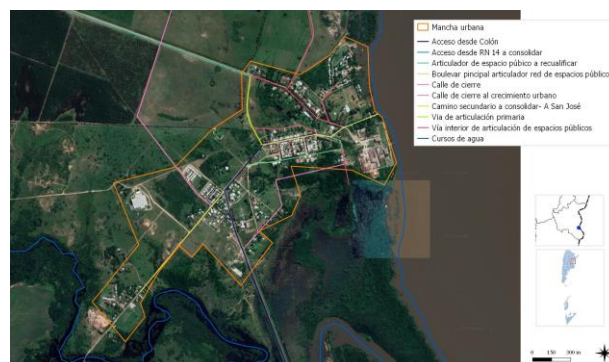 Mancha urbana
Acceso desde Colón
Acceso desde RN 14 a consolidar
Articulador de espacio púbico a recualificar
Boulevar pincipal articulador red de espacios públicos
Calle de cierre
Calle de cierre al crecimiento urbano
Camino secundario a consolidar- A San José
Vía de articulación primaria
Vía interior de articulación de espacios públicos
Cursos de agua
0 150 300 m